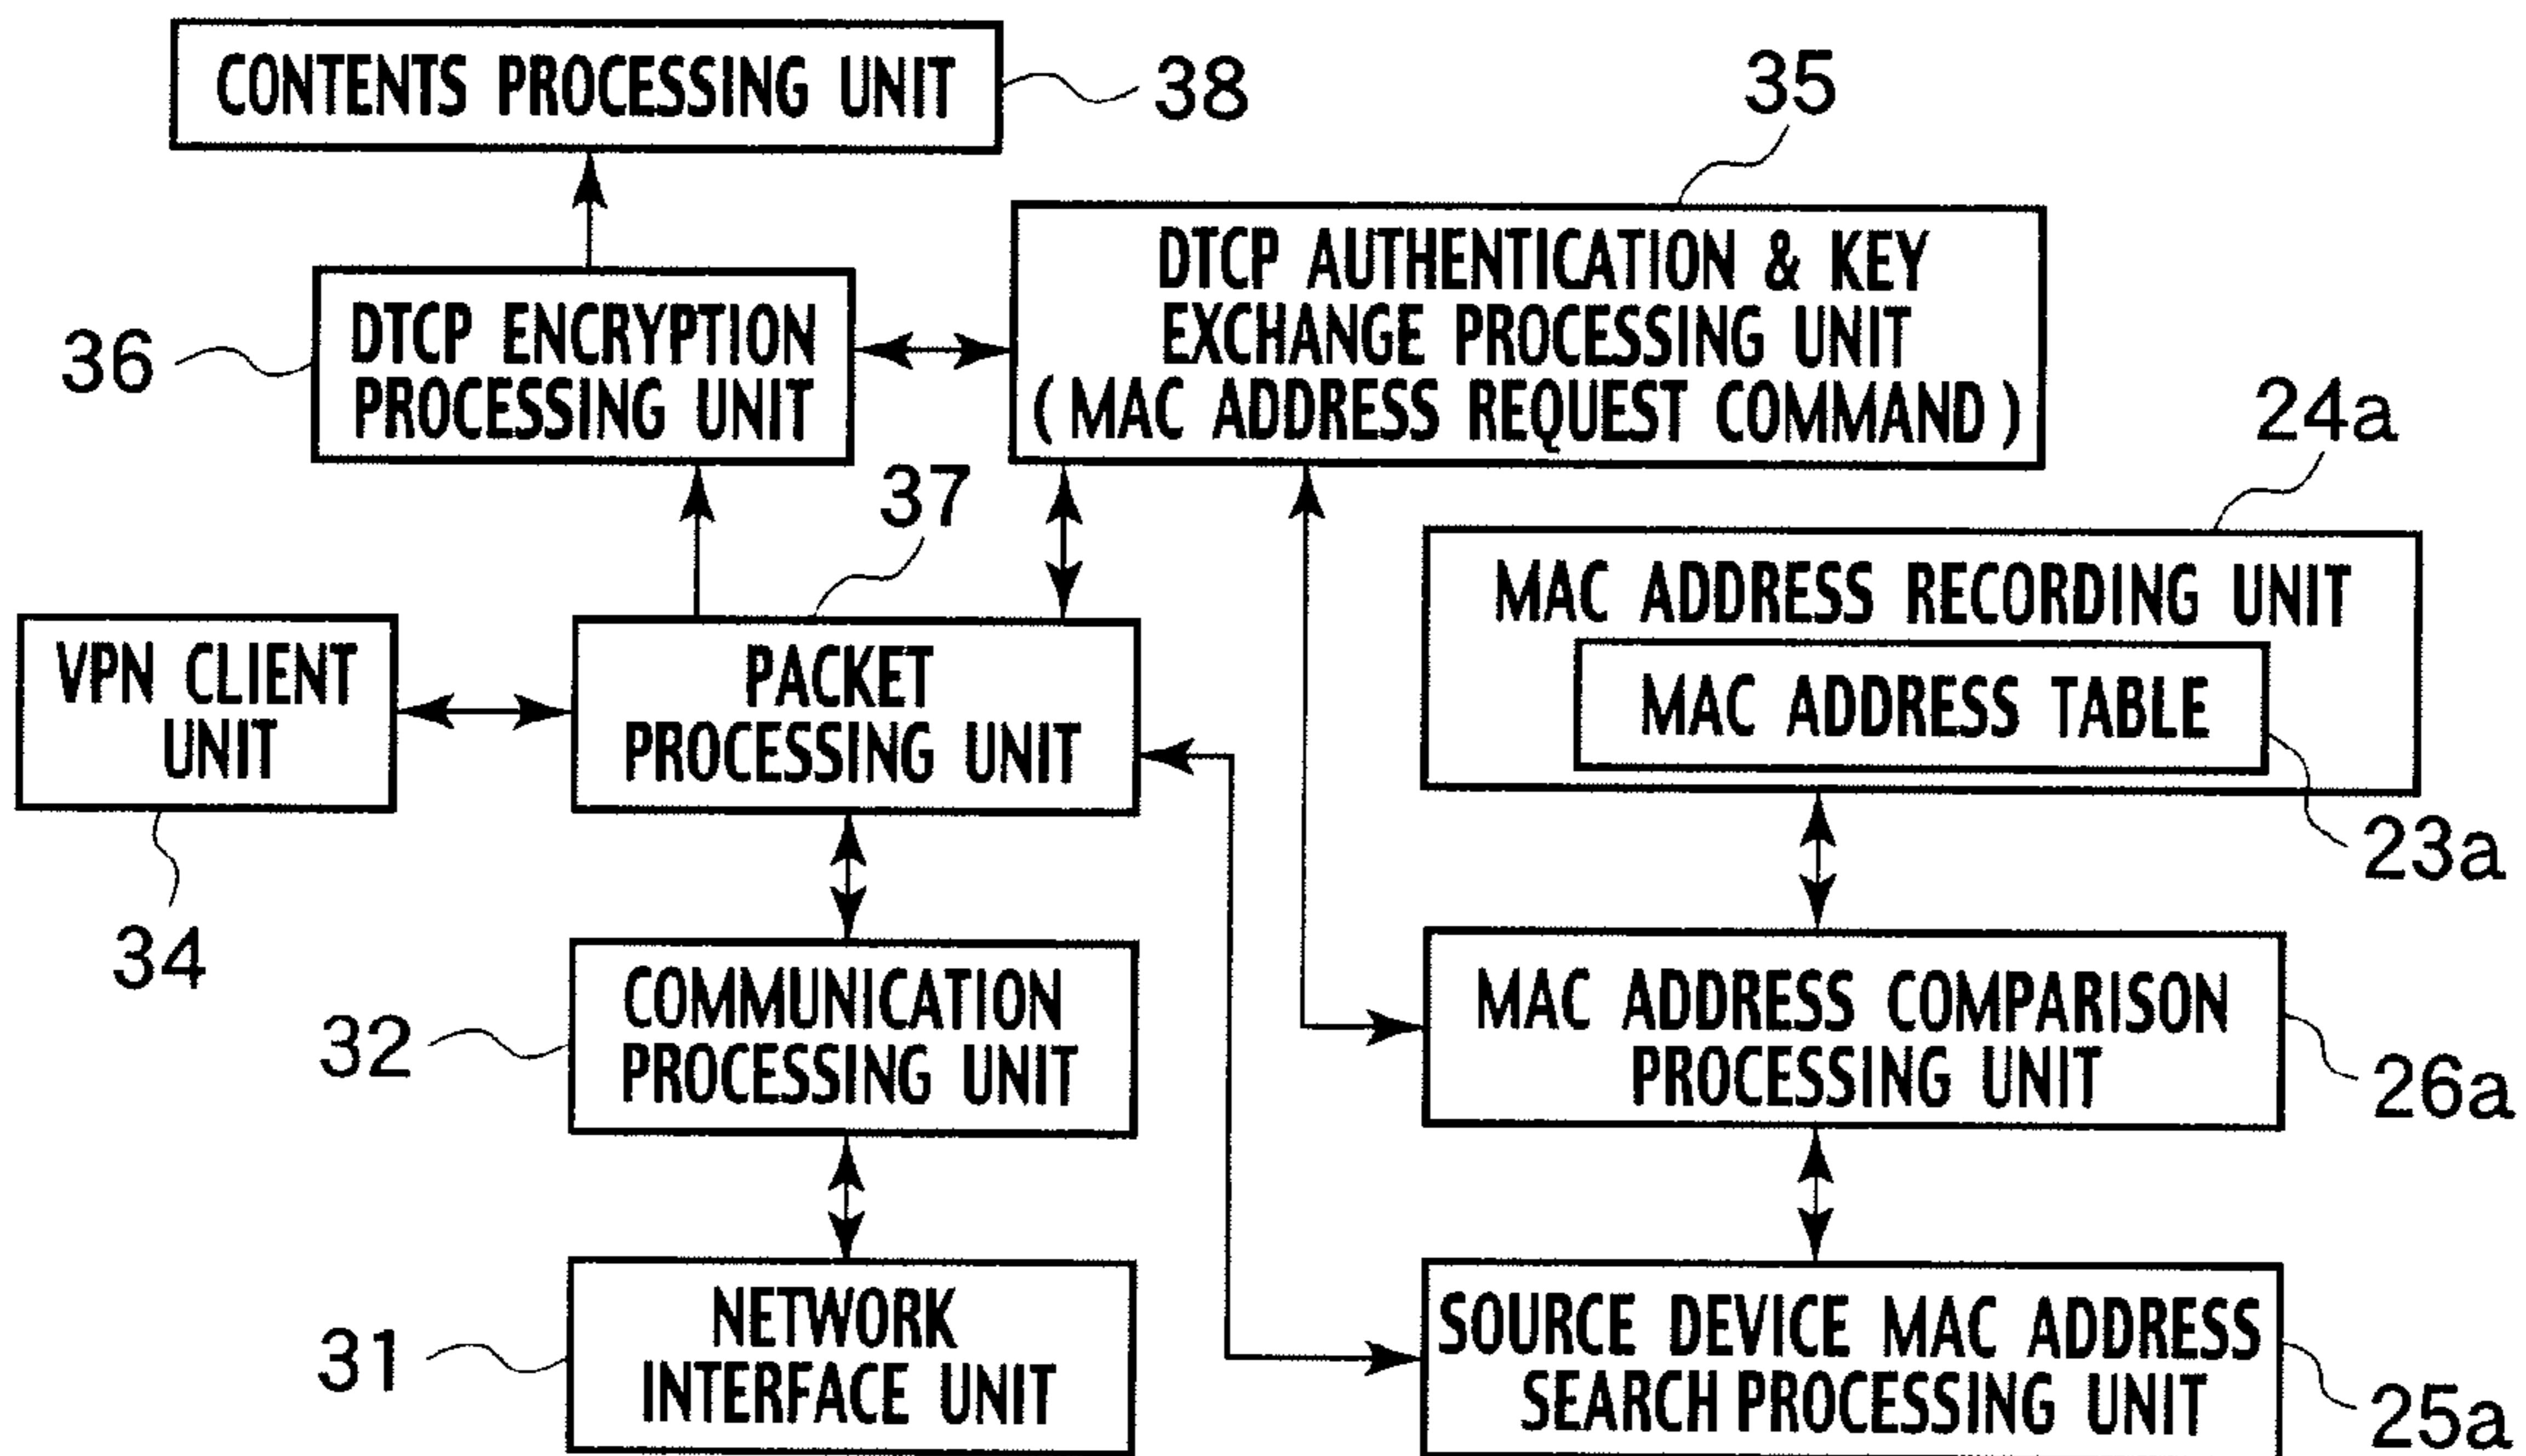 CONTENTS PROCESSING UNIT
38
35
DTCP AUTHENTICATION & KEY
EXCHANGE PROCESSING UNIT
( MAC ADDRESS REQUEST COMMAND )
36
DTCP ENCRYPTION
PROCESSING UNIT
24a
37
MAC ADDRESS RECORDING UNIT
MAC ADDRESS TABLE
23a
VPN CLIENT
UNIT
34
PACKET
PROCESSING UNIT
32
COMMUNICATION
PROCESSING UNIT
MAC ADDRESS COMPARISON
PROCESSING UNIT
26a
31
NETWORK
INTERFACE UNIT
SOURCE DEVICE MAC ADDRESS
SEARCH PROCESSING UNIT
25a